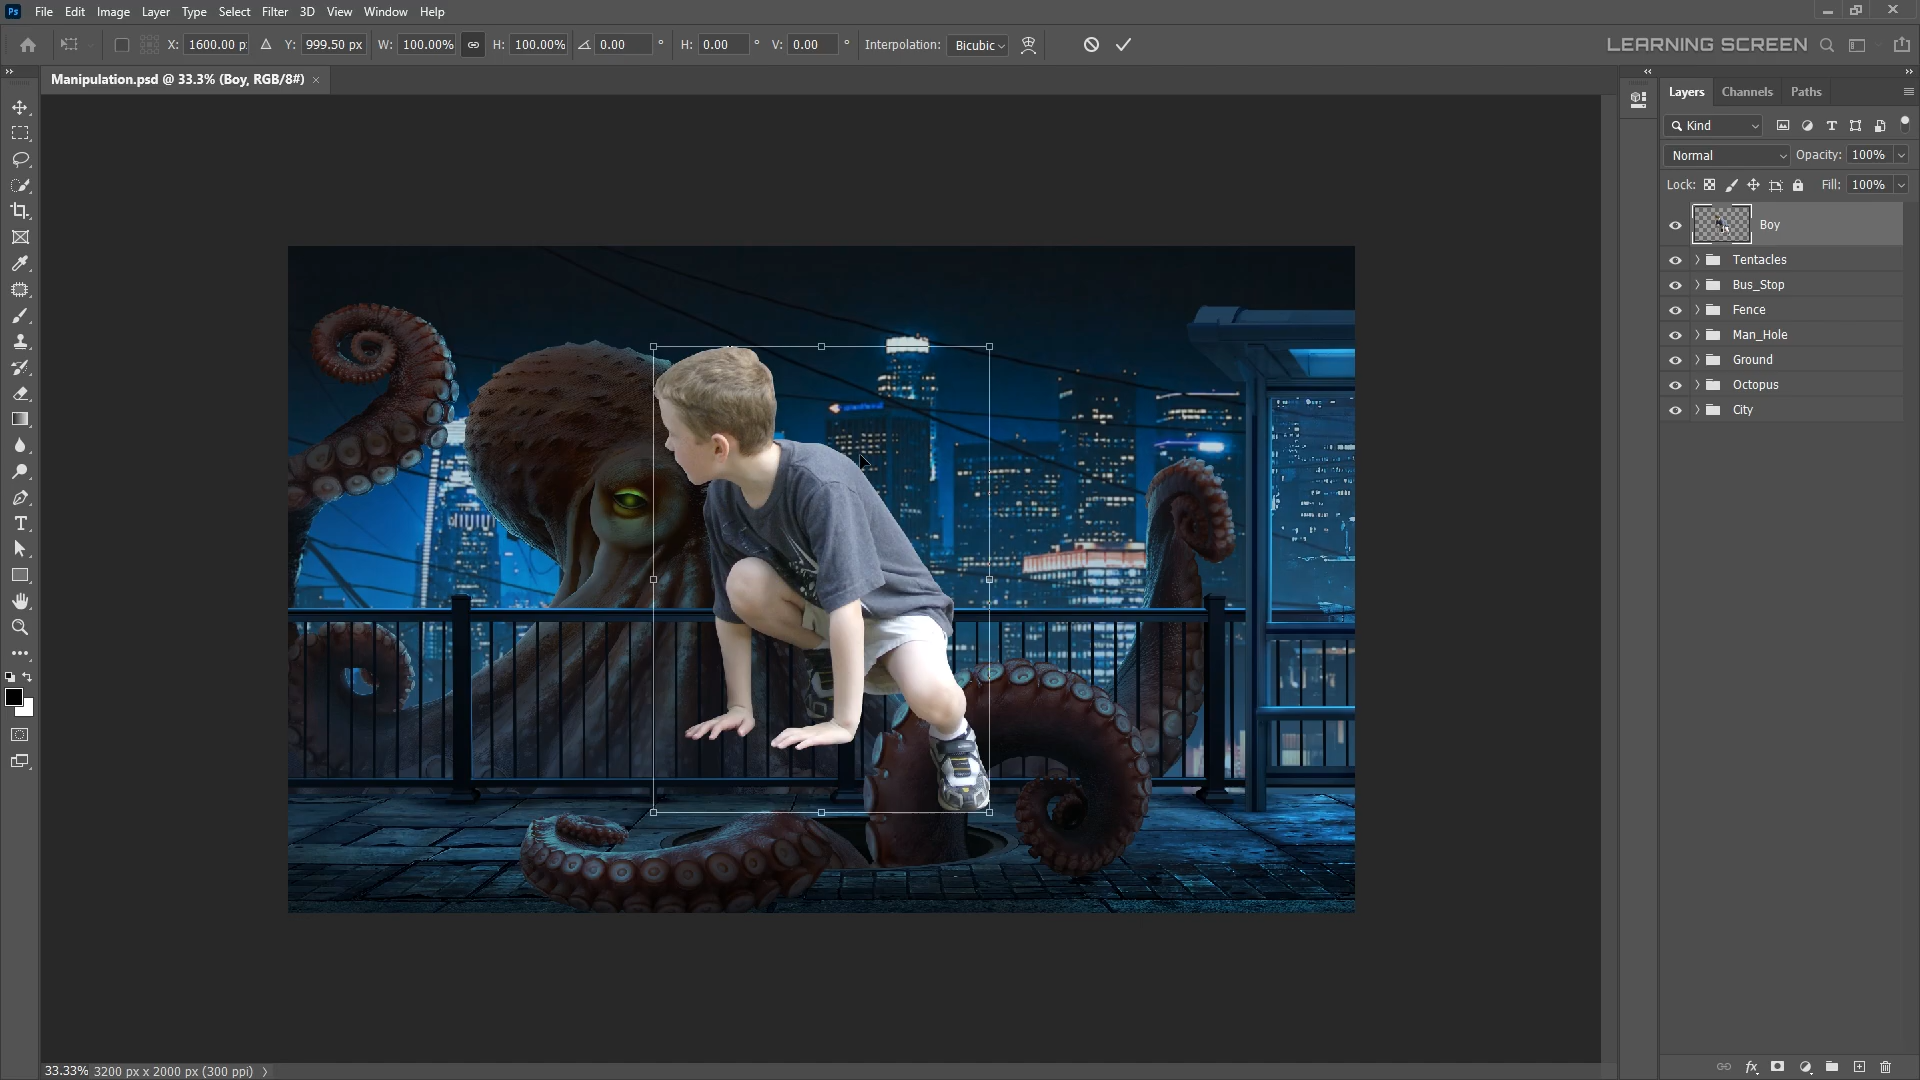 Ps File Edit Image Layer Type Select Filter 3D View Window Help
X: 1600.00 p Y: 999.50 px W: 100.00% H: 100.00% 0.00 ° H: 0.00 ° V: 0.00 ° Interpolation: Bicubic LEARNING SCREEN
Manipulation.psd @ 33.3% (Boy, RGB/8#) ×
Layers Channels Paths
Kind
Normal Opacity: 100%
Lock: Fill: 100%
Boy
Tentacles
Bus_Stop
Fence
Man_Hole
Ground
Octopus
City
33.33% 3200 px x 2000 px (300 ppi)